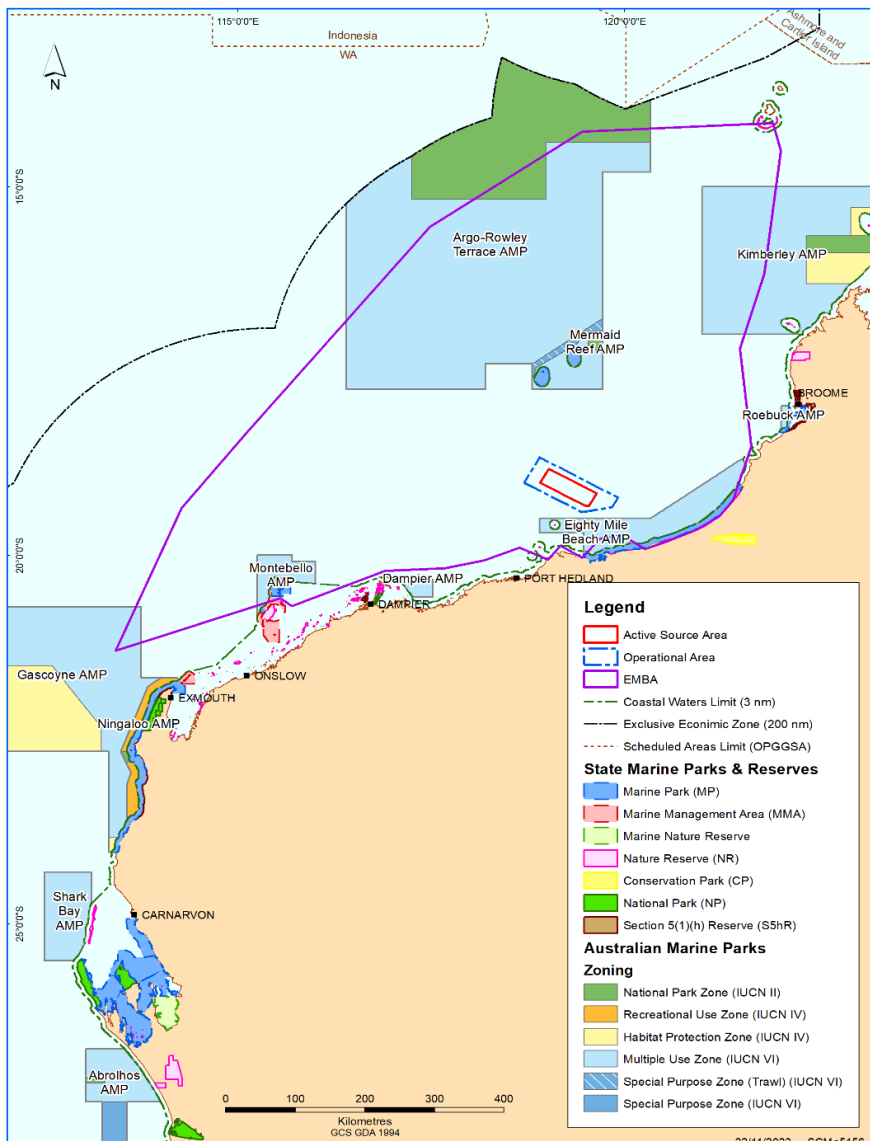 115°0'0"E
120°0'0"E
Indonesia
WA
Ashmore and
Cartier Island
N
15°0'0"S
Argo-Rowley
Terrace AMP
Kimberley AMP
Mermaid
Reef AMP
BROOME
Roebuck AMP
Eighty Mile
Beach AMP
20°0'0"S
Montebello
AMP
Dampier AMP
PORT HEDLAND
DAMPIER
Gascoyne AMP
ONSLOW
EXMOUTH
Ningaloo AMP
Shark
Bay
AMP
CARNARVON
25°0'0"S
Abrolhos
AMP
0 100 200 300 400
Kilometres
GCS GDA 1994
Legend
Active Source Area
Operational Area
EMBA
Coastal Waters Limit (3 nm)
Exclusive Econimic Zone (200 nm)
Scheduled Areas Limit (OPGGSA)
State Marine Parks & Reserves
Marine Park (MP)
Marine Management Area (MMA)
Marine Nature Reserve
Nature Reserve (NR)
Conservation Park (CP)
National Park (NP)
Section 5(1)(h) Reserve (S5hR)
Australian Marine Parks
Zoning
National Park Zone (IUCN II)
Recreational Use Zone (IUCN IV)
Habitat Protection Zone (IUCN IV)
Multiple Use Zone (IUCN VI)
Special Purpose Zone (Trawl) (IUCN VI)
Special Purpose Zone (IUCN VI)